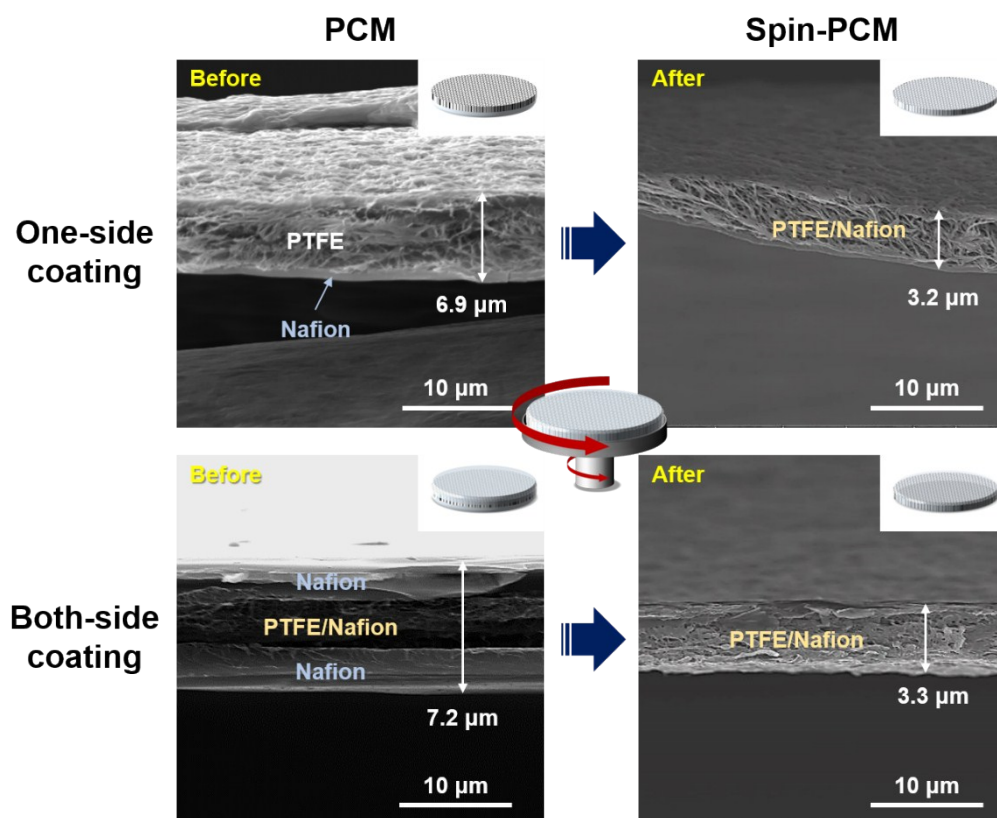 PCM
Spin-PCM
One-side
coating
Before
PTFE
Nafion
6.9 µm
10 µm
After
PTFE/Nafion
3.2 µm
10 µm
Both-side
coating
Before
Nafion
PTFE/Nafion
Nafion
7.2 µm
10 µm
After
PTFE/Nafion
3.3 µm
10 µm